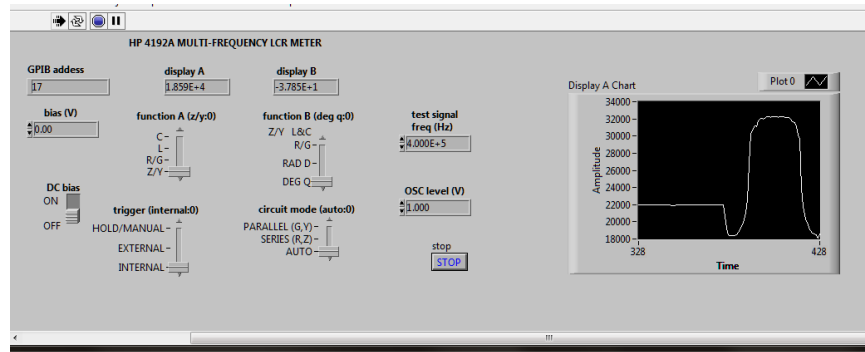 HP 4192A MULTI-FREQUENCY LCR METER
GPIB addess
17
display A
1.859E+4
display B
-3.785E+1
bias (V)
0.00
function A (z/y:0)
C
L
R/G
Z/Y
function B (deg q:0)
Z/Y L&C
R/G
RAD D
DEG Q
test signal
freq (Hz)
4.000E+5
DC bias
ON
OFF
trigger (internal:0)
HOLD/MANUAL
EXTERNAL
INTERNAL
circuit mode (auto:0)
PARALLEL (G,Y)
SERIES (R,Z)
AUTO
OSC level (V)
1.000
stop
STOP
Display A Chart
Plot 0
Amplitude
34000
32000
30000
28000
26000
24000
22000
20000
18000
328
428
Time